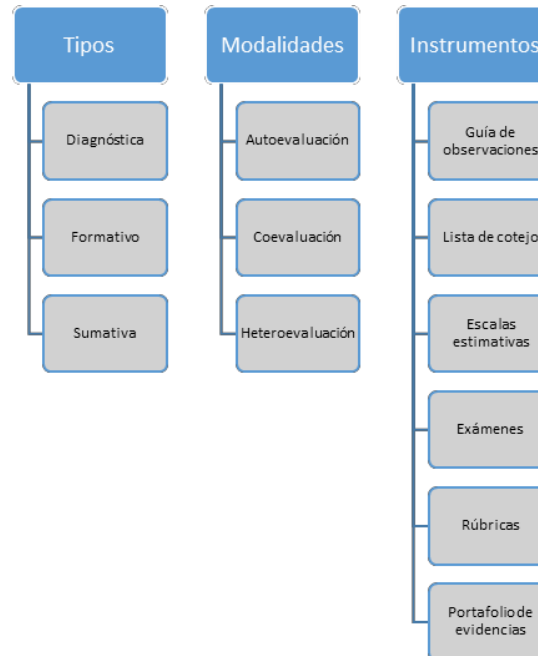 Tipos
Diagnóstica
Formativo
Sumativa
Modalidades
Autoevaluación
Coevaluación
Heteroevaluación
Instrumentos
Guía de
observaciones
Lista de cotejo
Escalas
estimativas
Exámenes
Rúbricas
Portafolio de
evidencias